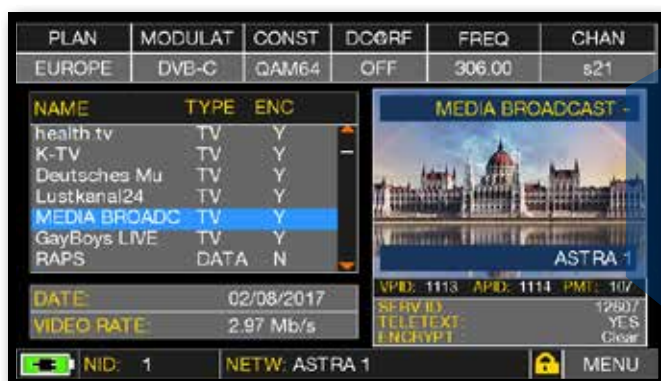 PLAN MODULAT CONST DC@RF FREQ CHAN
EUROPE DVB-C QAM64 OFF 306.00 s21
NAME TYPE ENC
health.tv TV Y
K-TV TV Y
Deutsches Mu TV Y
Lustkanal24 TV Y
MEDIA BROADC TV Y
GayBoys LIVE TV Y
RAPS DATA N
DATE: 02/08/2017
VIDEO RATE: 2.97 Mb/s
MEDIA BROADCAST -
ASTRA 1
VPID: 1113 APID: 1114 PMT: 107
SERV ID: 12607
TELETEXT: YES
ENCRYPT: Clear
NID: 1 NETW: ASTRA 1 MENU